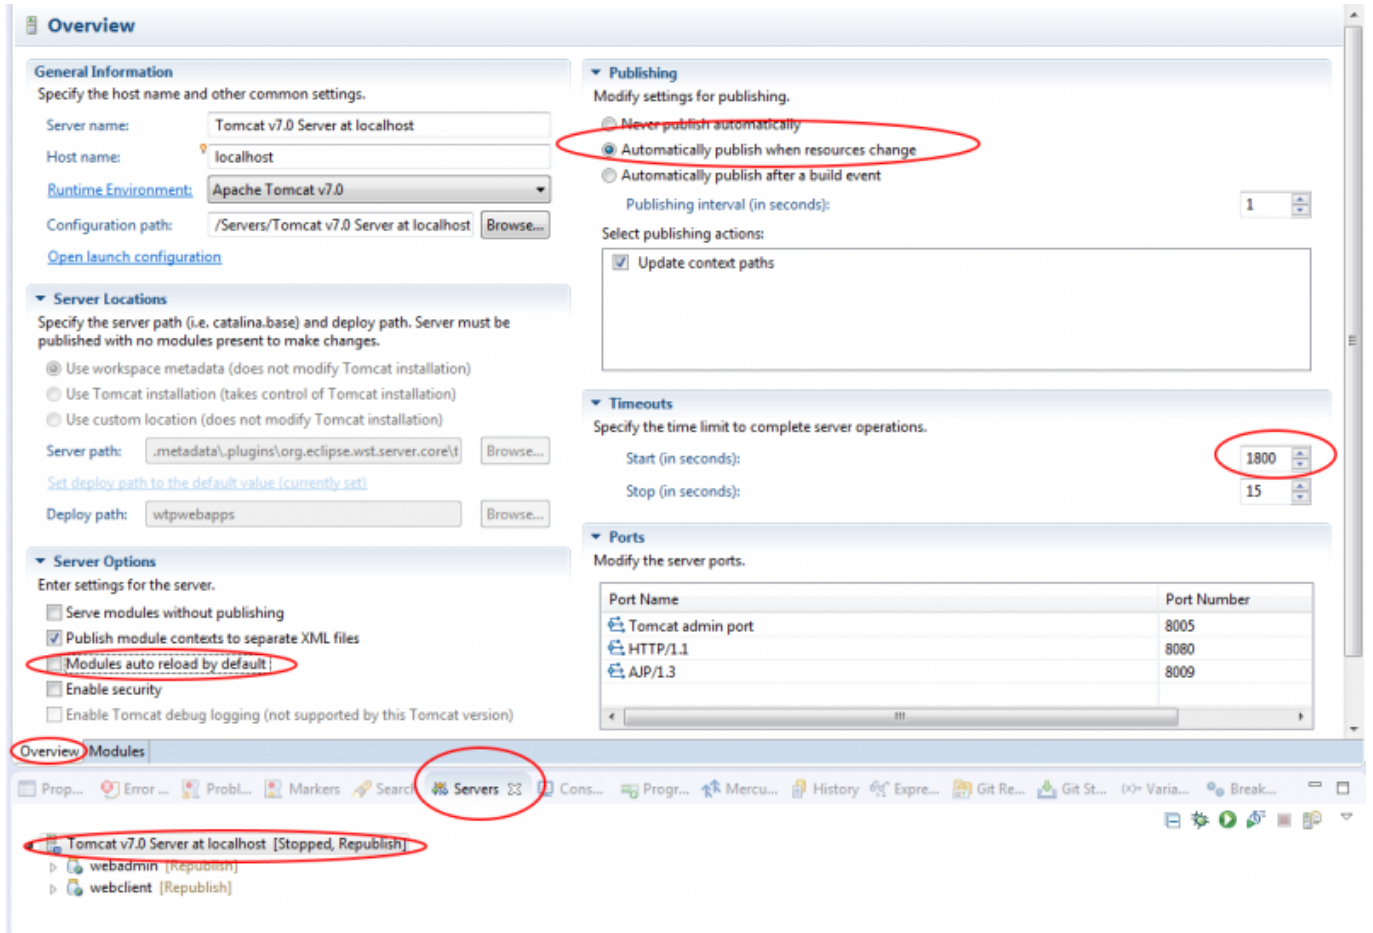 Overview
General Information
Specify the host name and other common settings.
Server name: Tomcat v7.0 Server at localhost
Host name: localhost
Runtime Environment: Apache Tomcat v7.0
Configuration path: /Servers/Tomcat v7.0 Server at localhost Browse...
Open launch configuration
Server Locations
Specify the server path (i.e. catalina.base) and deploy path. Server must be
published with no modules present to make changes.
Use workspace metadata (does not modify Tomcat installation)
Use Tomcat installation (takes control of Tomcat installation)
Use custom location (does not modify Tomcat installation)
Server path: .metadata\.plugins\org.eclipse.wst.server.core\t Browse...
Set deploy path to the default value (currently set)
Deploy path: wtpwebapps Browse...
Server Options
Enter settings for the server.
Serve modules without publishing
Publish module contexts to separate XML files
Modules auto reload by default
Enable security
Enable Tomcat debug logging (not supported by this Tomcat version)
Publishing
Modify settings for publishing.
Never publish automatically
Automatically publish when resources change
Automatically publish after a build event
Publishing interval (in seconds): 1
Select publishing actions:
Update context paths
Timeouts
Specify the time limit to complete server operations.
Start (in seconds): 1800
Stop (in seconds): 15
Ports
Modify the server ports.
Port Name Port Number
Tomcat admin port 8005
HTTP/1.1 8080
AJP/1.3 8009
Overview Modules
Prop... Error ... Probl... Markers Search Servers Cons... Progr... Mercu... History Expre... Git Re... Git St... (x)= Varia... Break...
Tomcat v7.0 Server at localhost [Stopped, Republish]
webadmin [Republish]
webclient [Republish]